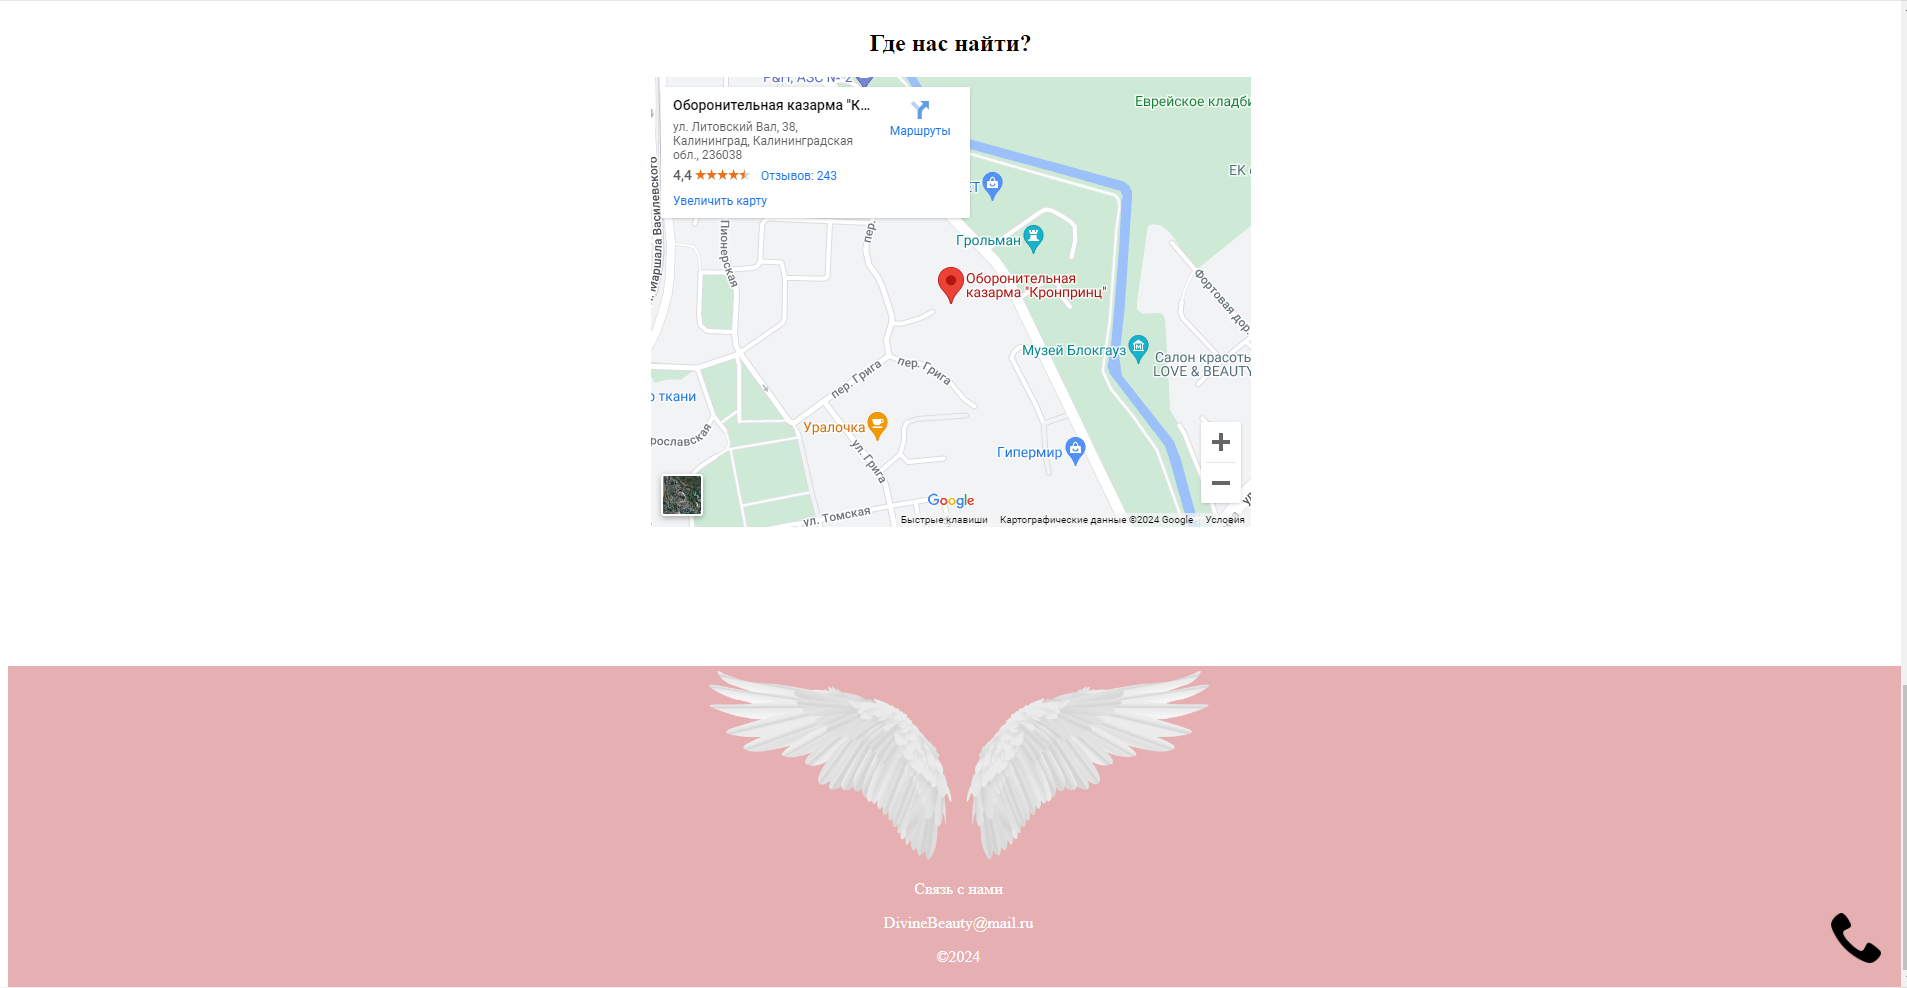 Где нас найти?
Р&Н, АЗС № 2
Оборонительная казарма "К...
Маршруты
ул. Литовский Вал, 38,
Калининград, Калининградская
обл., 236038
4,4
Отзывов: 243
Увеличить карту
Еврейское кладби
ЕК
Маршала Василевского
Пионерская
пер.
Грольман
Оборонительная
казарма "Кронпринц"
Фортовая дор.
Музей Блокгауз
Салон красоты
LOVE & BEAUTY
пер. Грига
пер. Грига
р ткани
Уралочка
рославская
ул. Грига
Гипермир
Google
ул. Томская
Быстрые клавиши
Картографические данные ©2024 Google
Условия
Связь с нами
DivineBeauty@mail.ru
©2024